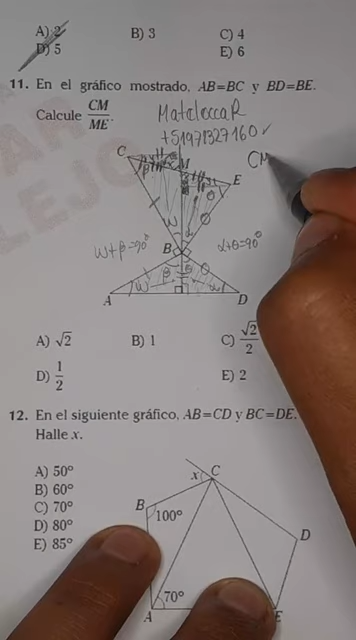 A) 2 B) 3 C) 4
D) 5 E) 6
11. En el gráfico mostrado, AB=BC y BD=BE.
Calcule CM/ME.
MateloccaR
+51971327160
CM
C
M
E
ω+β=90° B α+θ=90°
ω β θ α
A D
A) √2 B) 1 C) √2/2
D) 1/2 E) 2
12. En el siguiente gráfico, AB=CD y BC=DE.
Halle x.
A) 50°
B) 60°
C) 70°
D) 80°
E) 85°
x C
B
100°
D
70°
A E